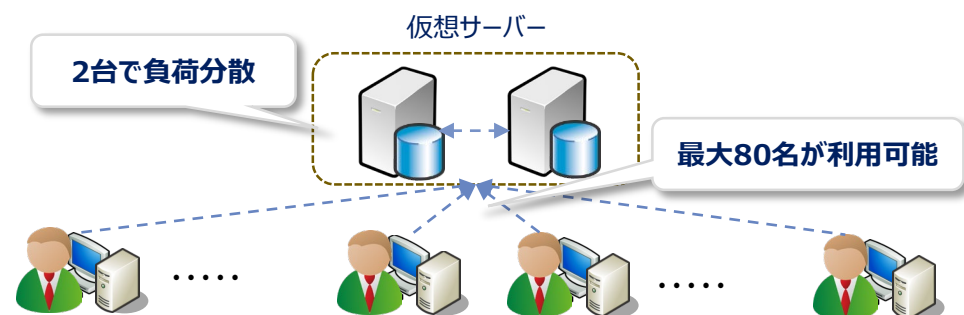 仮想サーバー
2台で負荷分散
最大80名が利用可能
・・・・・
・・・・・